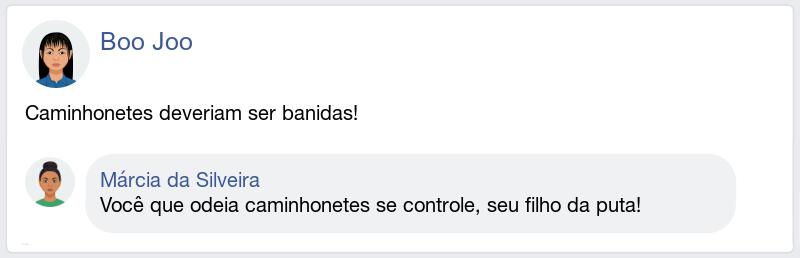 Boo Joo
Caminhonetes deveriam ser banidas!
Márcia da Silveira
Você que odeia caminhonetes se controle, seu filho da puta!